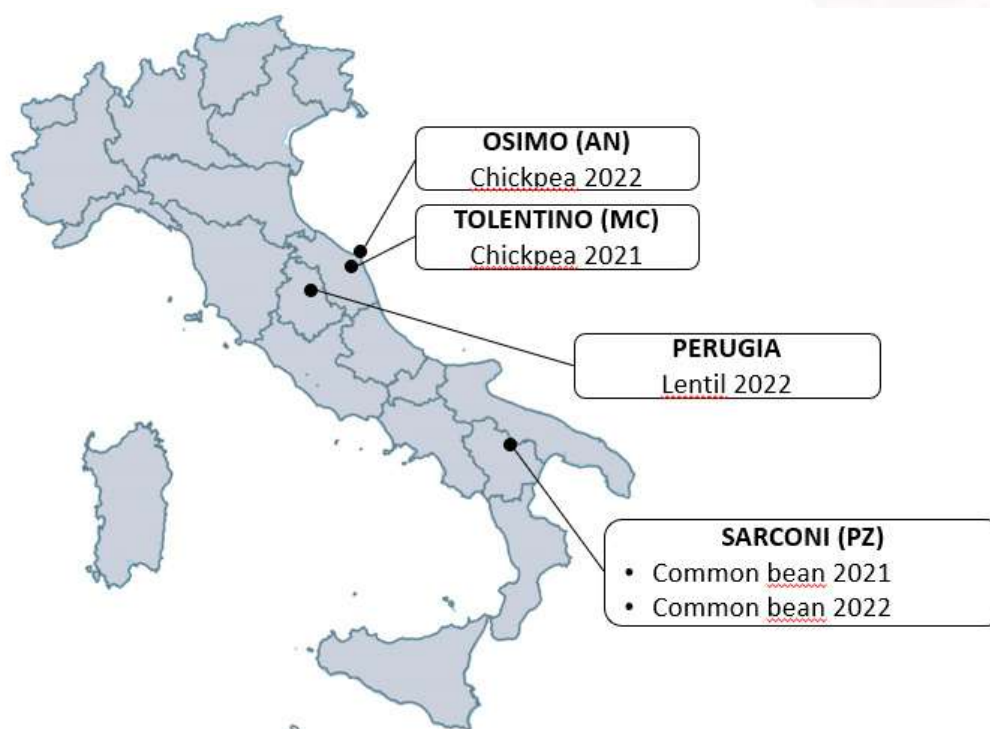 OSIMO (AN)
Chickpea 2022
TOLENTINO (MC)
Chickpea 2021
PERUGIA
Lentil 2022
SARCONI (PZ)
• Common bean 2021
• Common bean 2022